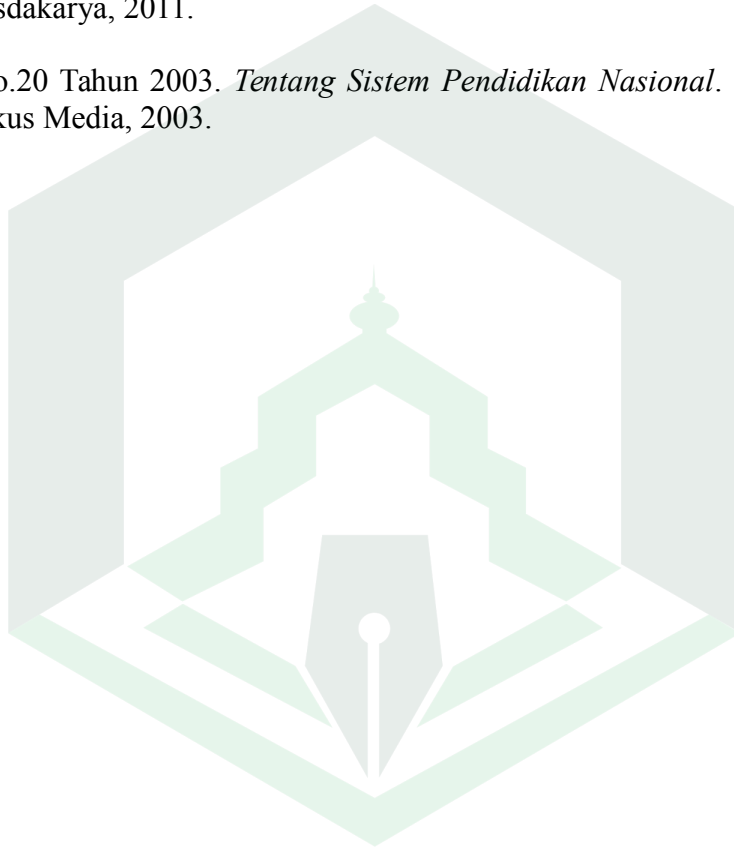 sdakarya, 2011.
o.20 Tahun 2003. Tentang Sistem Pendidikan Nasional.
kus Media, 2003.